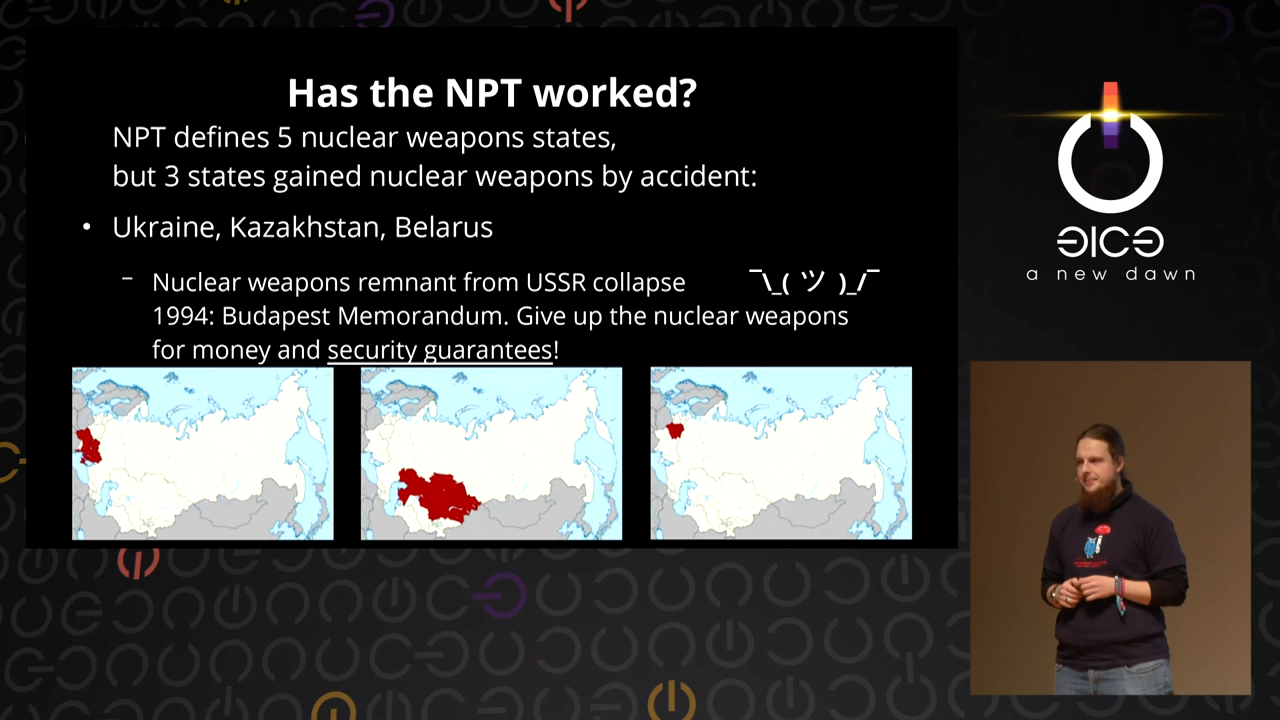 Has the NPT worked?
NPT defines 5 nuclear weapons states,
but 3 states gained nuclear weapons by accident:
• Ukraine, Kazakhstan, Belarus
– Nuclear weapons remnant from USSR collapse ¯\_( ツ )_/¯
1994: Budapest Memorandum. Give up the nuclear weapons
for money and security guarantees!
a new dawn